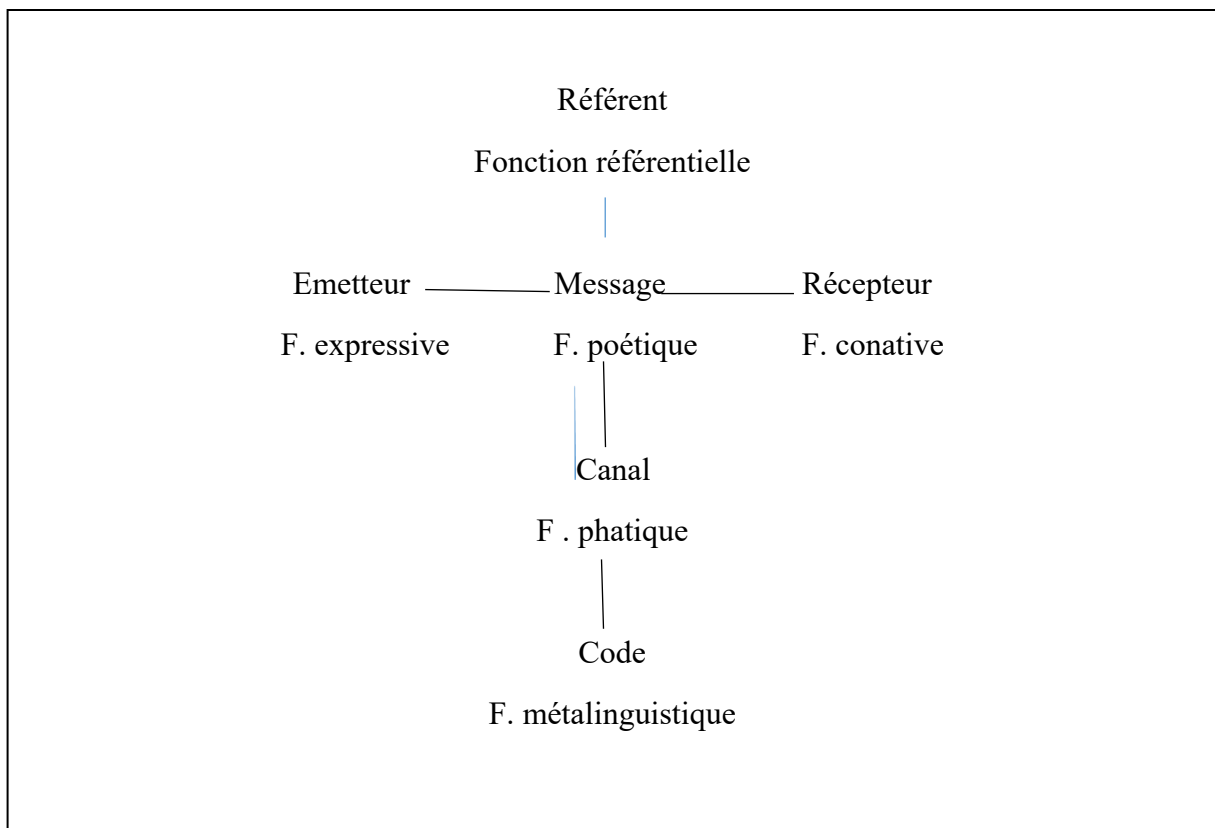 Référent
Fonction référentielle
Emetteur Message Récepteur
F. expressive F. poétique F. conative
Canal
F . phatique
Code
F. métalinguistique